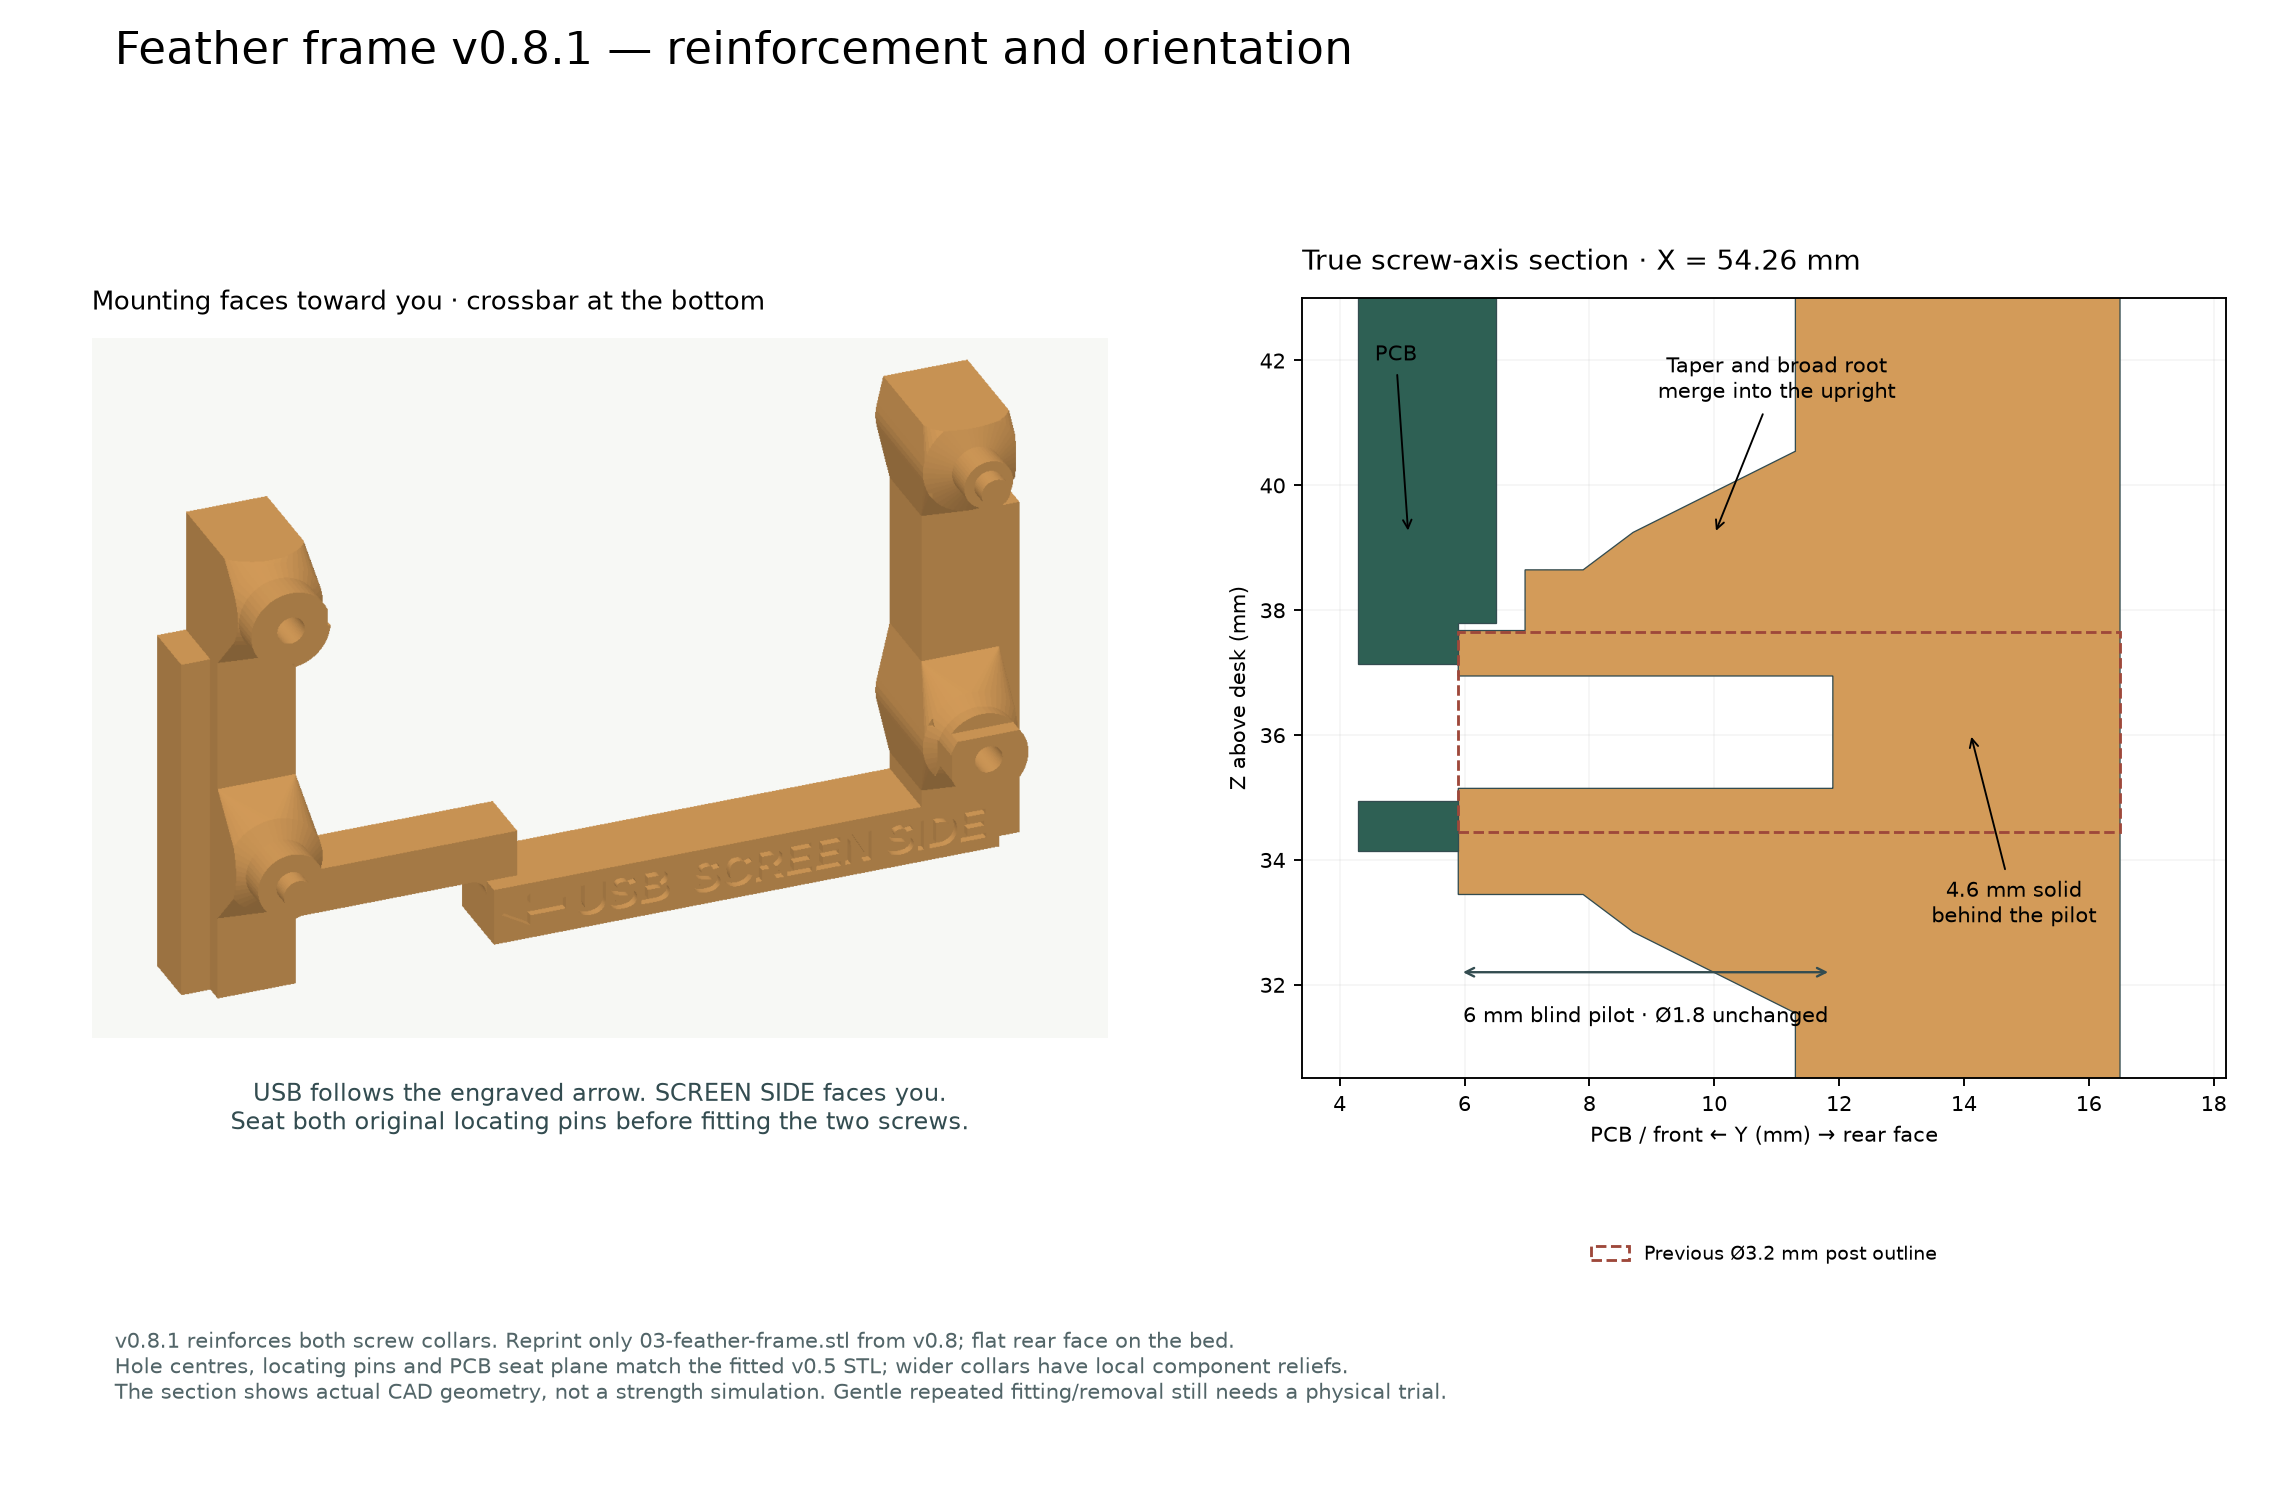 Feather frame v0.8.1 — reinforcement and orientation
Mounting faces toward you · crossbar at the bottom
← USB SCREEN SIDE
USB follows the engraved arrow. SCREEN SIDE faces you.
Seat both original locating pins before fitting the two screws.
True screw-axis section · X = 54.26 mm
PCB
Taper and broad root
merge into the upright
4.6 mm solid
behind the pilot
6 mm blind pilot · Ø1.8 unchanged
42
40
38
36
34
32
Z above desk (mm)
4 6 8 10 12 14 16 18
PCB / front ← Y (mm) → rear face
Previous Ø3.2 mm post outline
v0.8.1 reinforces both screw collars. Reprint only 03-feather-frame.stl from v0.8; flat rear face on the bed.
Hole centres, locating pins and PCB seat plane match the fitted v0.5 STL; wider collars have local component reliefs.
The section shows actual CAD geometry, not a strength simulation. Gentle repeated fitting/removal still needs a physical trial.